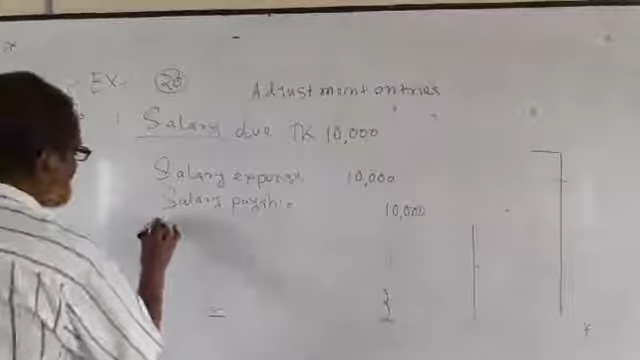 Ex- 20
Adjustment entries
1 Salary due TK 10,000
Salary expense 10,000
Salary payable 10,000